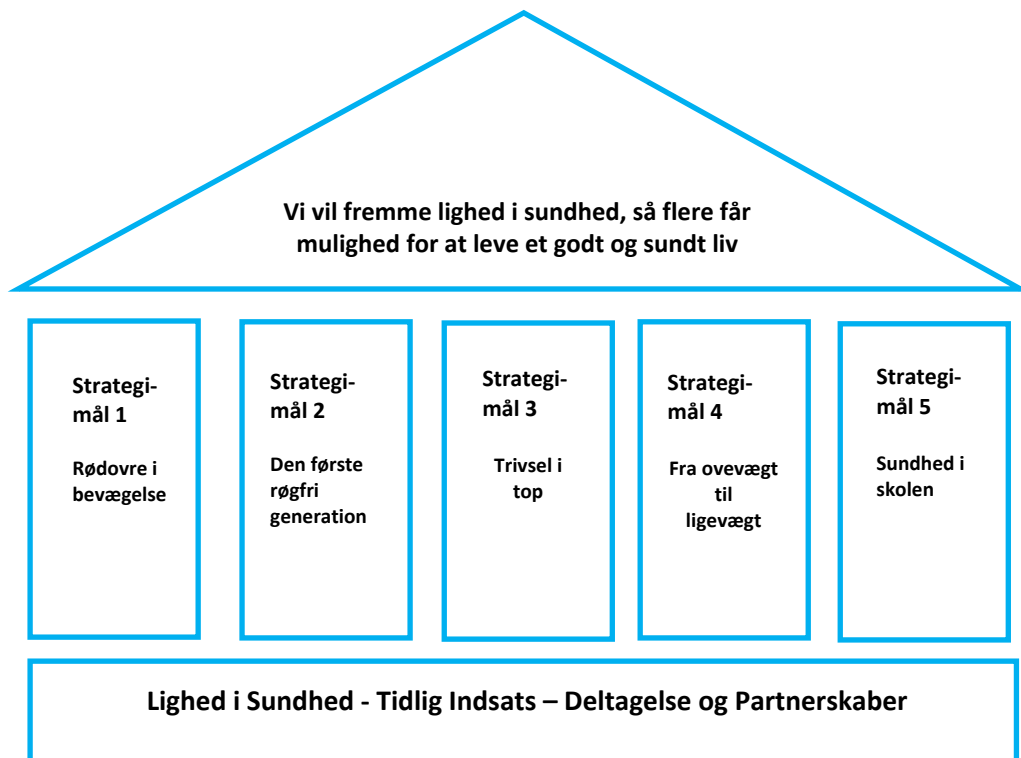 Vi vil fremme lighed i sundhed, så flere får
mulighed for at leve et godt og sundt liv
Strategi-
mål 1
Rødovre i
bevægelse
Strategi-
mål 2
Den første
røgfri
generation
Strategi-
mål 3
Trivsel i
top
Strategi-
mål 4
Fra ovevægt
til
ligevægt
Strategi-
mål 5
Sundhed i
skolen
Lighed i Sundhed - Tidlig Indsats – Deltagelse og Partnerskaber